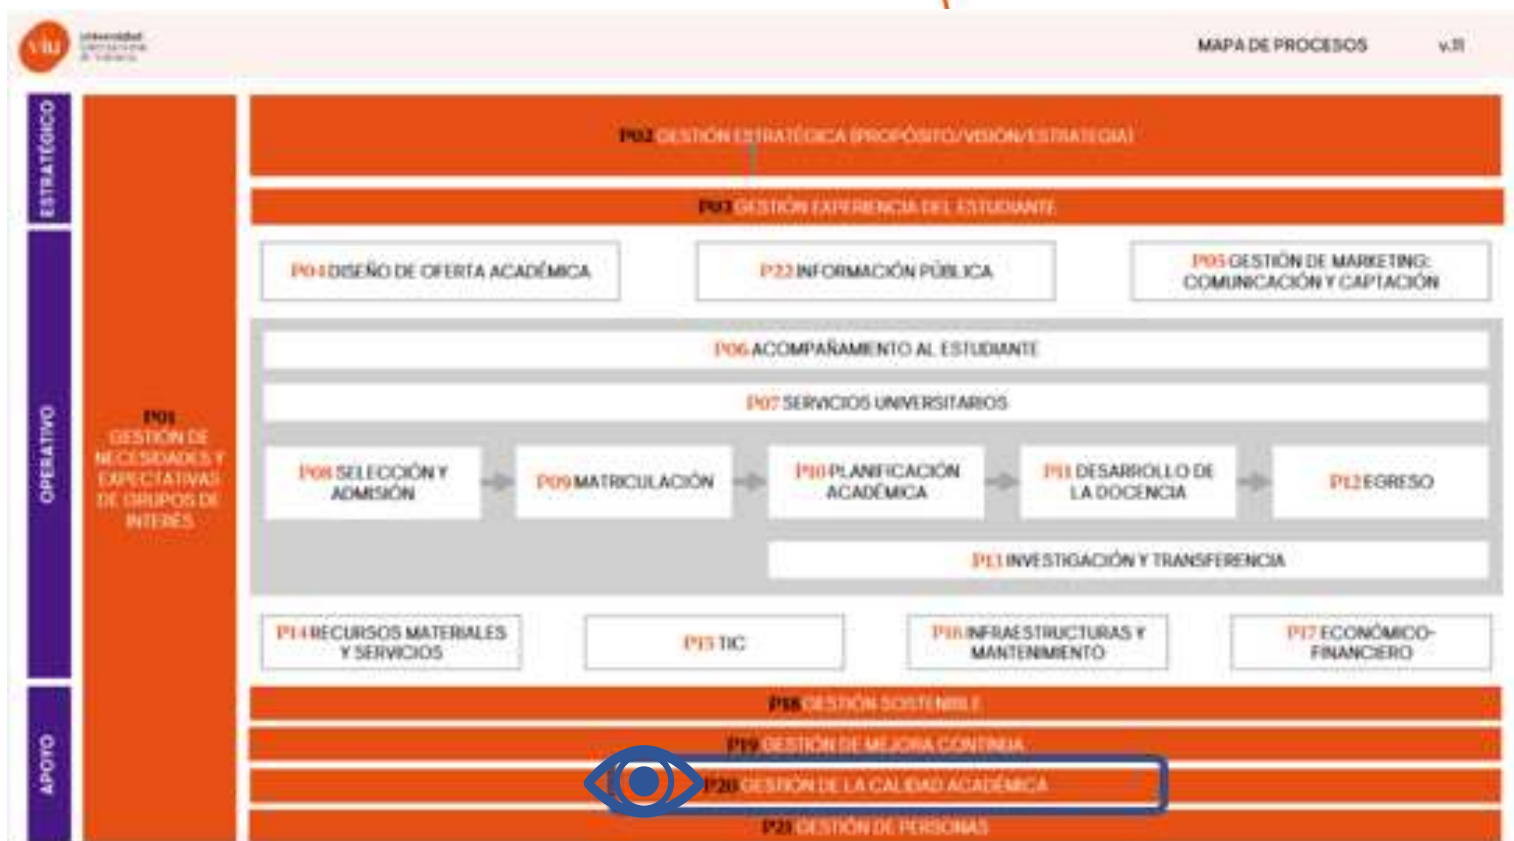 viu
universidad
MAPA DE PROCESOS
v.11
ESTRATÉGICO
OPERATIVO
APOYO
P01
GESTIÓN DE
NECESIDADES Y
EXPECTATIVAS
DE GRUPOS DE
INTERÉS
P02 GESTIÓN ESTRATÉGICA (PROPÓSITO/VISIÓN/ESTRATEGIA)
P03 GESTIÓN EXPERIENCIA DEL ESTUDIANTE
P04 DISEÑO DE OFERTA ACADÉMICA
P22 INFORMACIÓN PÚBLICA
P05 GESTIÓN DE MARKETING:
COMUNICACIÓN Y CAPTACIÓN
P06 ACOMPAÑAMIENTO AL ESTUDIANTE
P07 SERVICIOS UNIVERSITARIOS
P08 SELECCIÓN Y
ADMISIÓN
P09 MATRICULACIÓN
P10 PLANIFICACIÓN
ACADÉMICA
P11 DESARROLLO DE
LA DOCENCIA
P12 EGRESO
P13 INVESTIGACIÓN Y TRANSFERENCIA
P14 RECURSOS MATERIALES
Y SERVICIOS
P15 TIC
P16 INFRAESTRUCTURAS Y
MANTENIMIENTO
P17 ECONÓMICO-
FINANCIERO
P18 GESTIÓN SOSTENIBLE
P19 GESTIÓN DE MEJORA CONTINUA
P20 GESTIÓN DE LA CALIDAD ACADÉMICA
P21 GESTIÓN DE PERSONAS